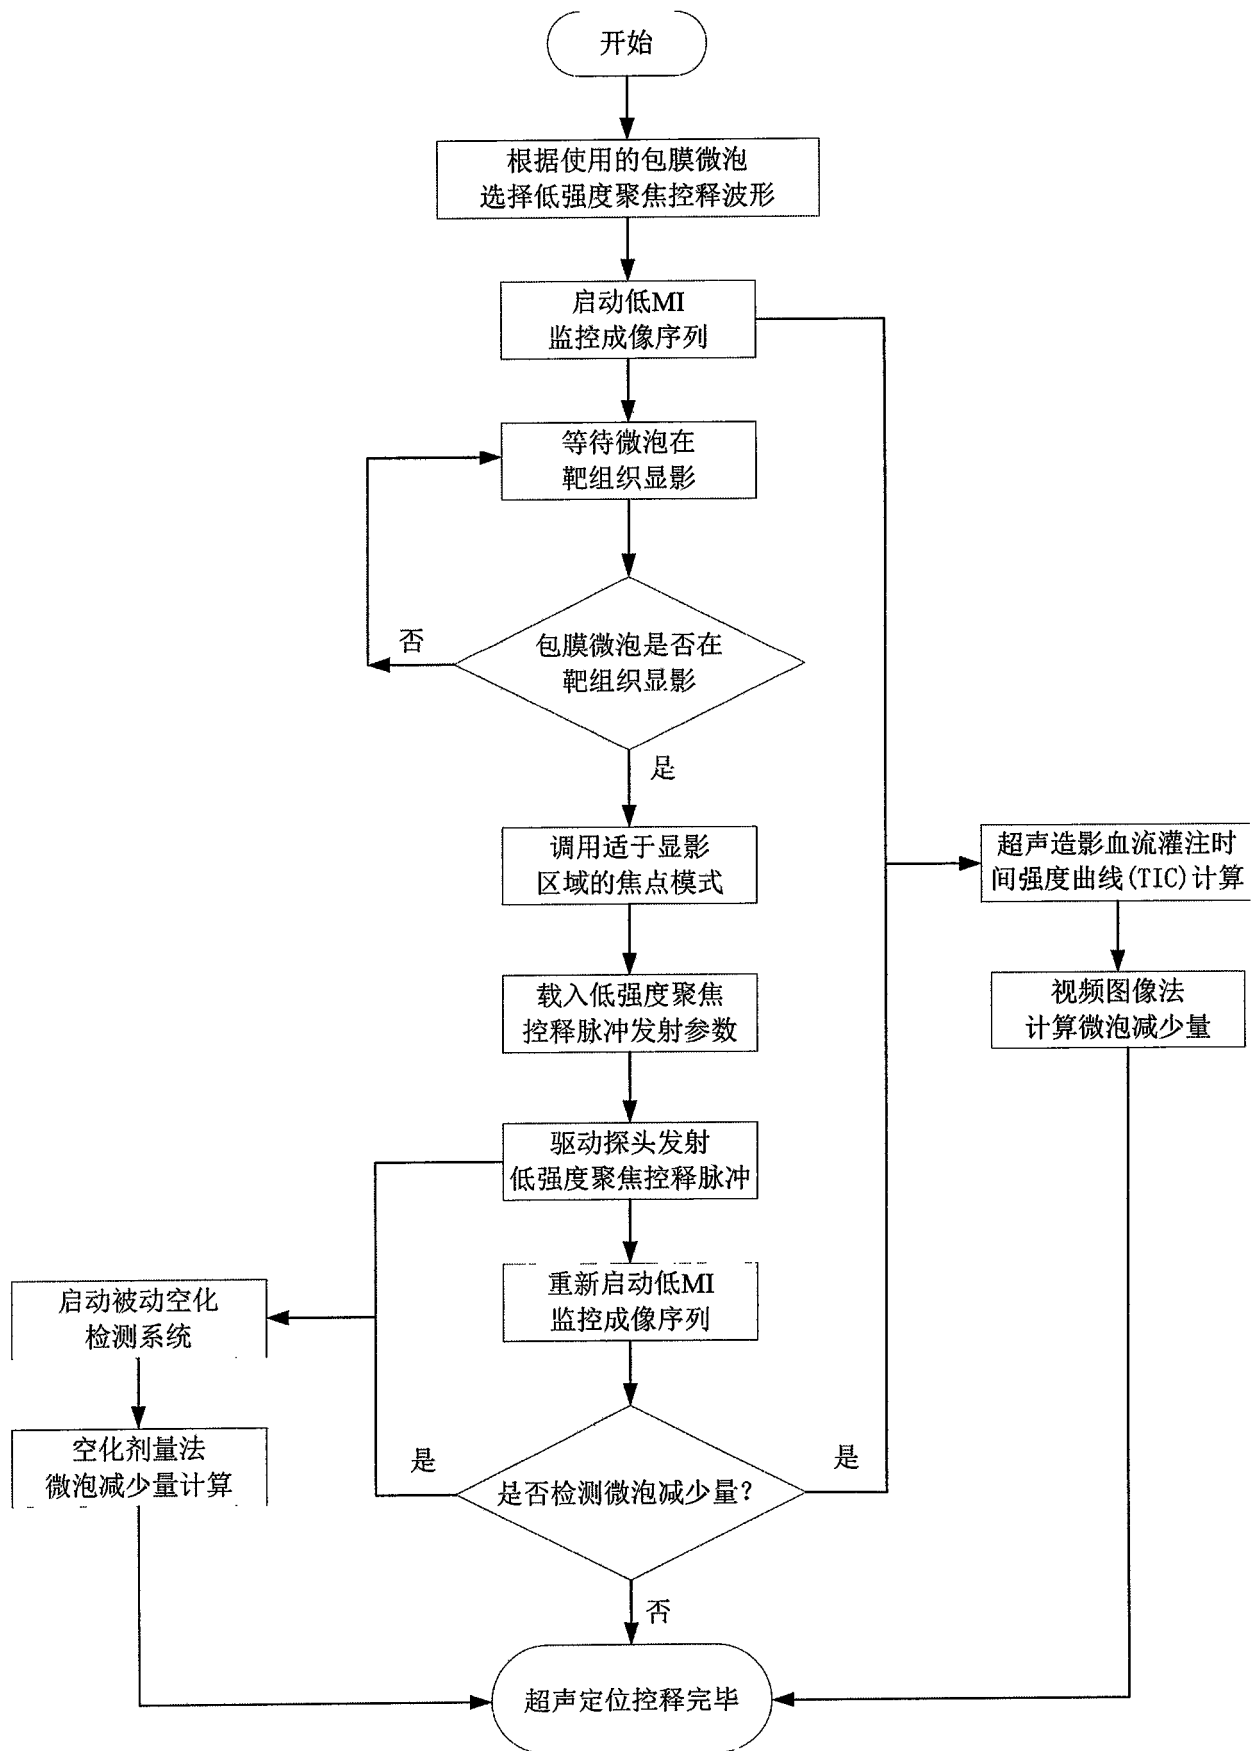 开始
根据使用的包膜微泡
选择低强度聚焦控释波形
启动低MI
监控成像序列
等待微泡在
靶组织显影
否
包膜微泡是否在
靶组织显影
是
调用适于显影
区域的焦点模式
超声造影血流灌注时
间强度曲线(TIC)计算
载入低强度聚焦
控释脉冲发射参数
视频图像法
计算微泡减少量
驱动探头发射
低强度聚焦控释脉冲
重新启动低MI
监控成像序列
启动被动空化
检测系统
空化剂量法
微泡减少量计算
是
是
是否检测微泡减少量?
否
超声定位控释完毕